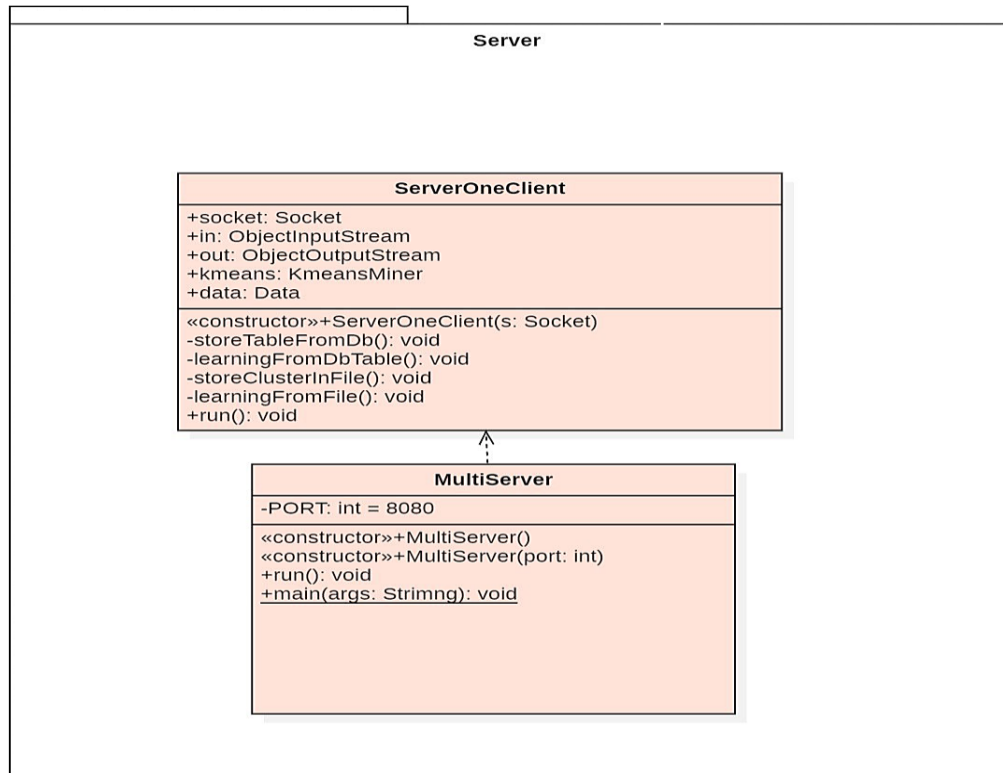 Server
ServerOneClient
+socket: Socket
+in: ObjectInputStream
+out: ObjectOutputStream
+kmeans: KmeansMiner
+data: Data
«constructor»+ServerOneClient(s: Socket)
-storeTableFromDb(): void
-learningFromDbTable(): void
-storeClusterInFile(): void
-learningFromFile(): void
+run(): void
MultiServer
-PORT: int = 8080
«constructor»+MultiServer()
«constructor»+MultiServer(port: int)
+run(): void
+main(args: Strimng): void